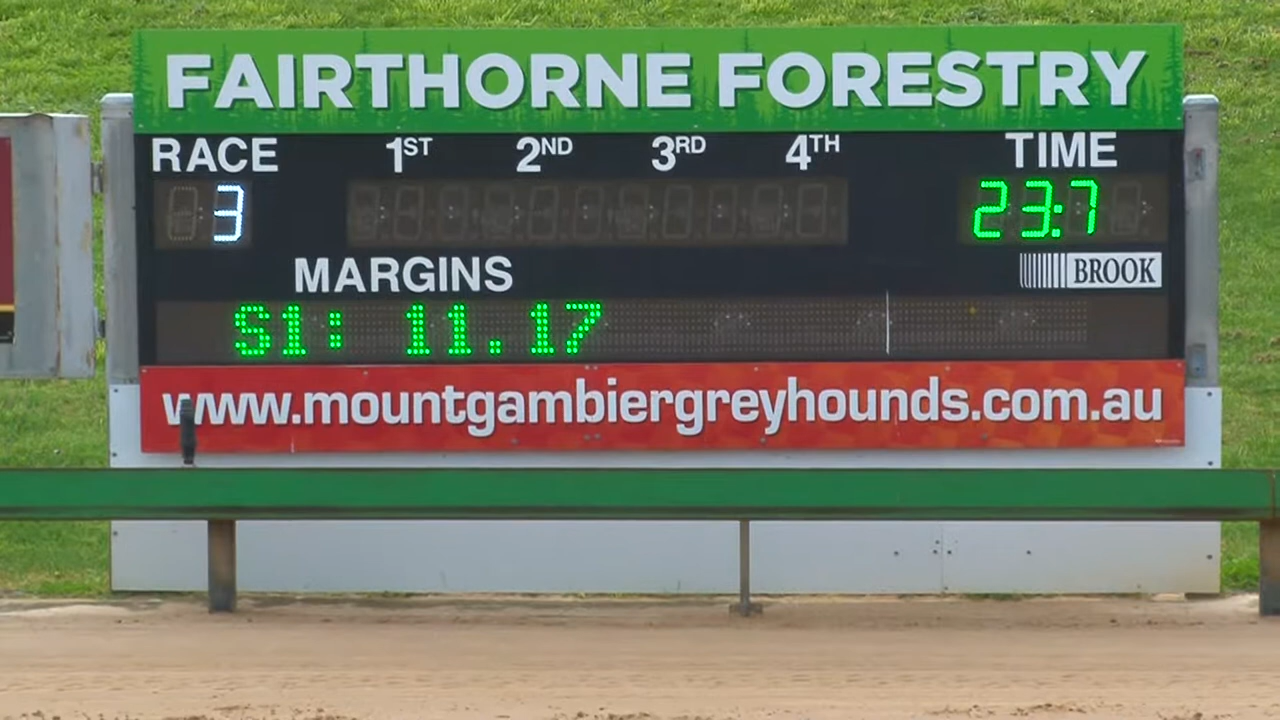 FAIRTHORNE FORESTRY
RACE 1ST 2ND 3RD 4TH TIME
3 23:7
MARGINS BROOK
S1: 11.17
www.mountgambiergreyhounds.com.au